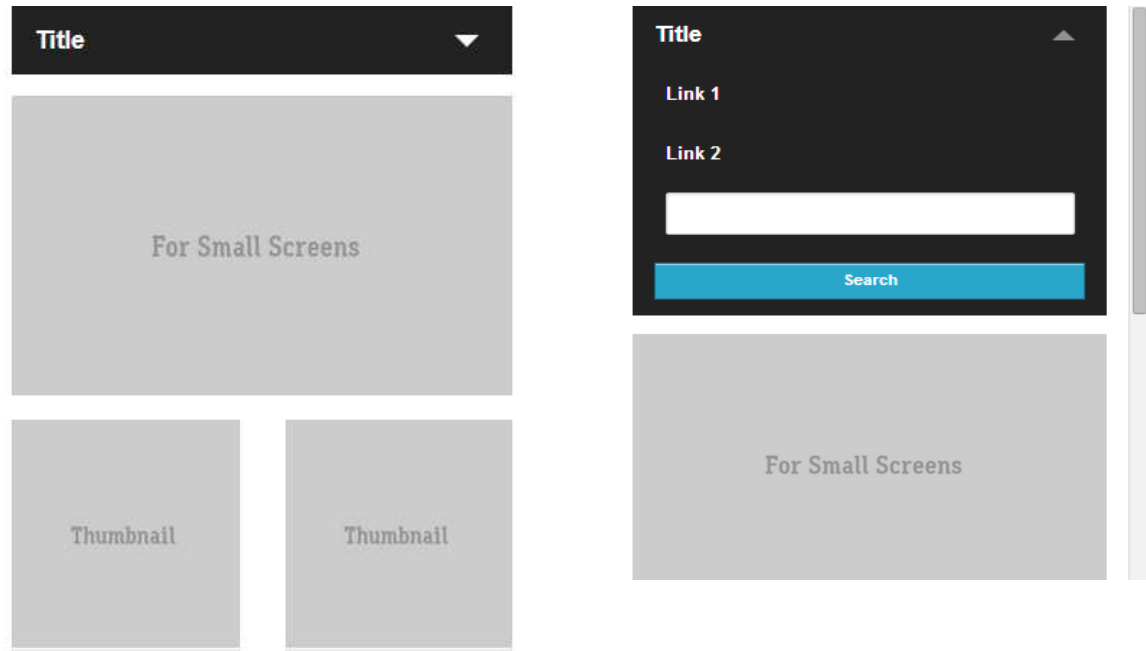 Title
For Small Screens
Thumbnail
Thumbnail
Title
Link 1
Link 2
Search
For Small Screens